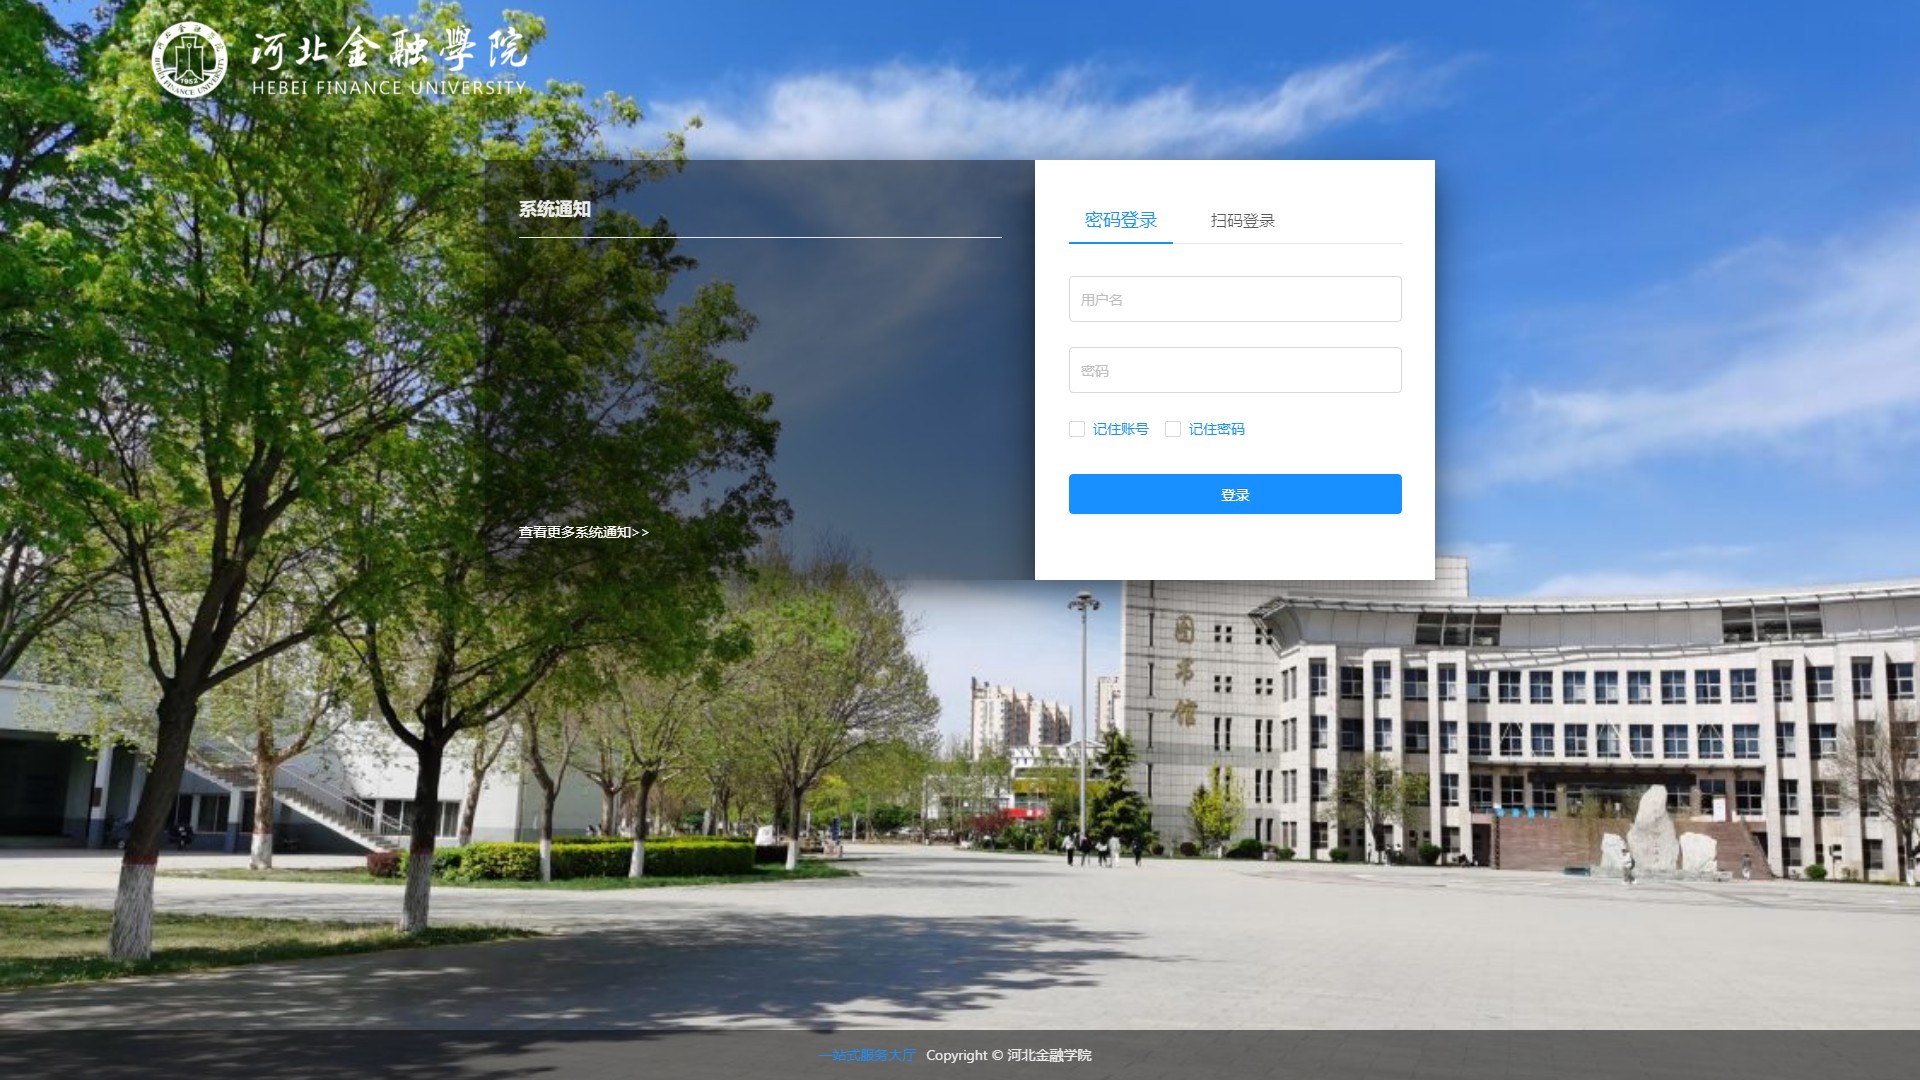 河北金融學院
HEBEI FINANCE UNIVERSITY
1952
系统通知
查看更多系统通知>>
密码登录
扫码登录
用户名
密码
记住账号
记住密码
登录
图书馆
一站式服务大厅 Copyright © 河北金融学院